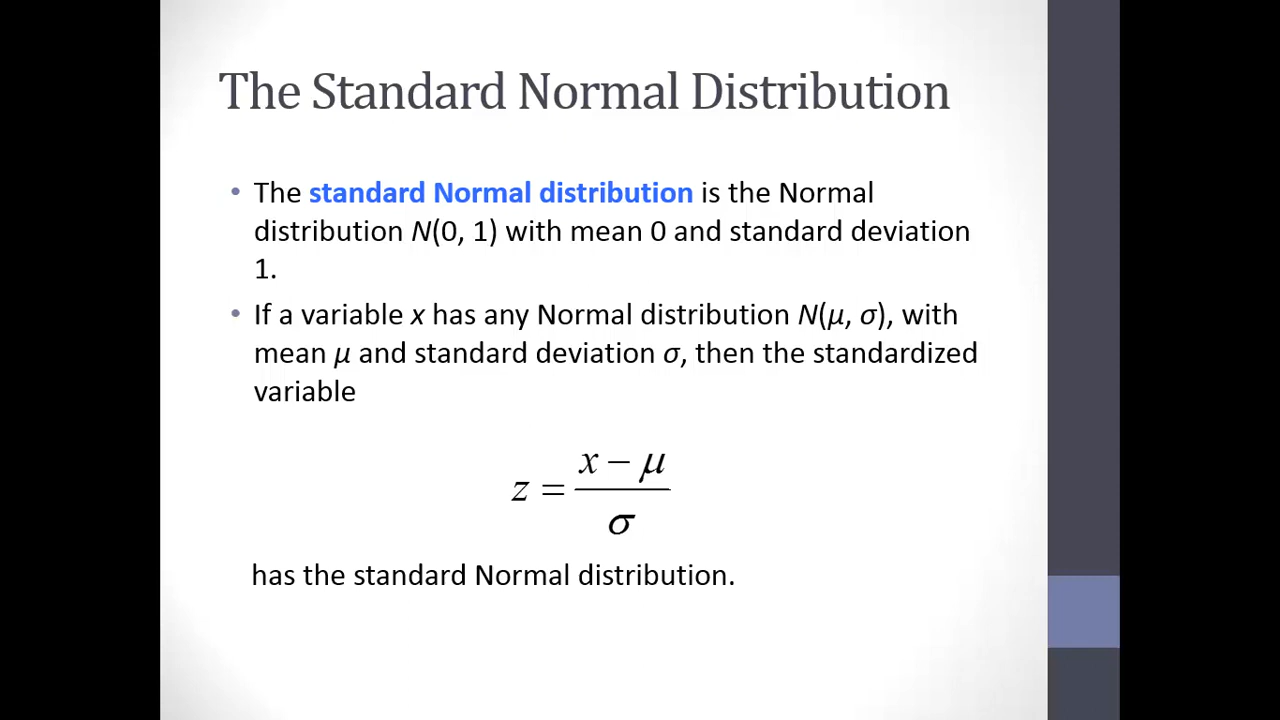 The Standard Normal Distribution
• The standard Normal distribution is the Normal
distribution N(0, 1) with mean 0 and standard deviation
1.
• If a variable x has any Normal distribution N(μ, σ), with
mean μ and standard deviation σ, then the standardized
variable
z = (x − μ) / σ
has the standard Normal distribution.